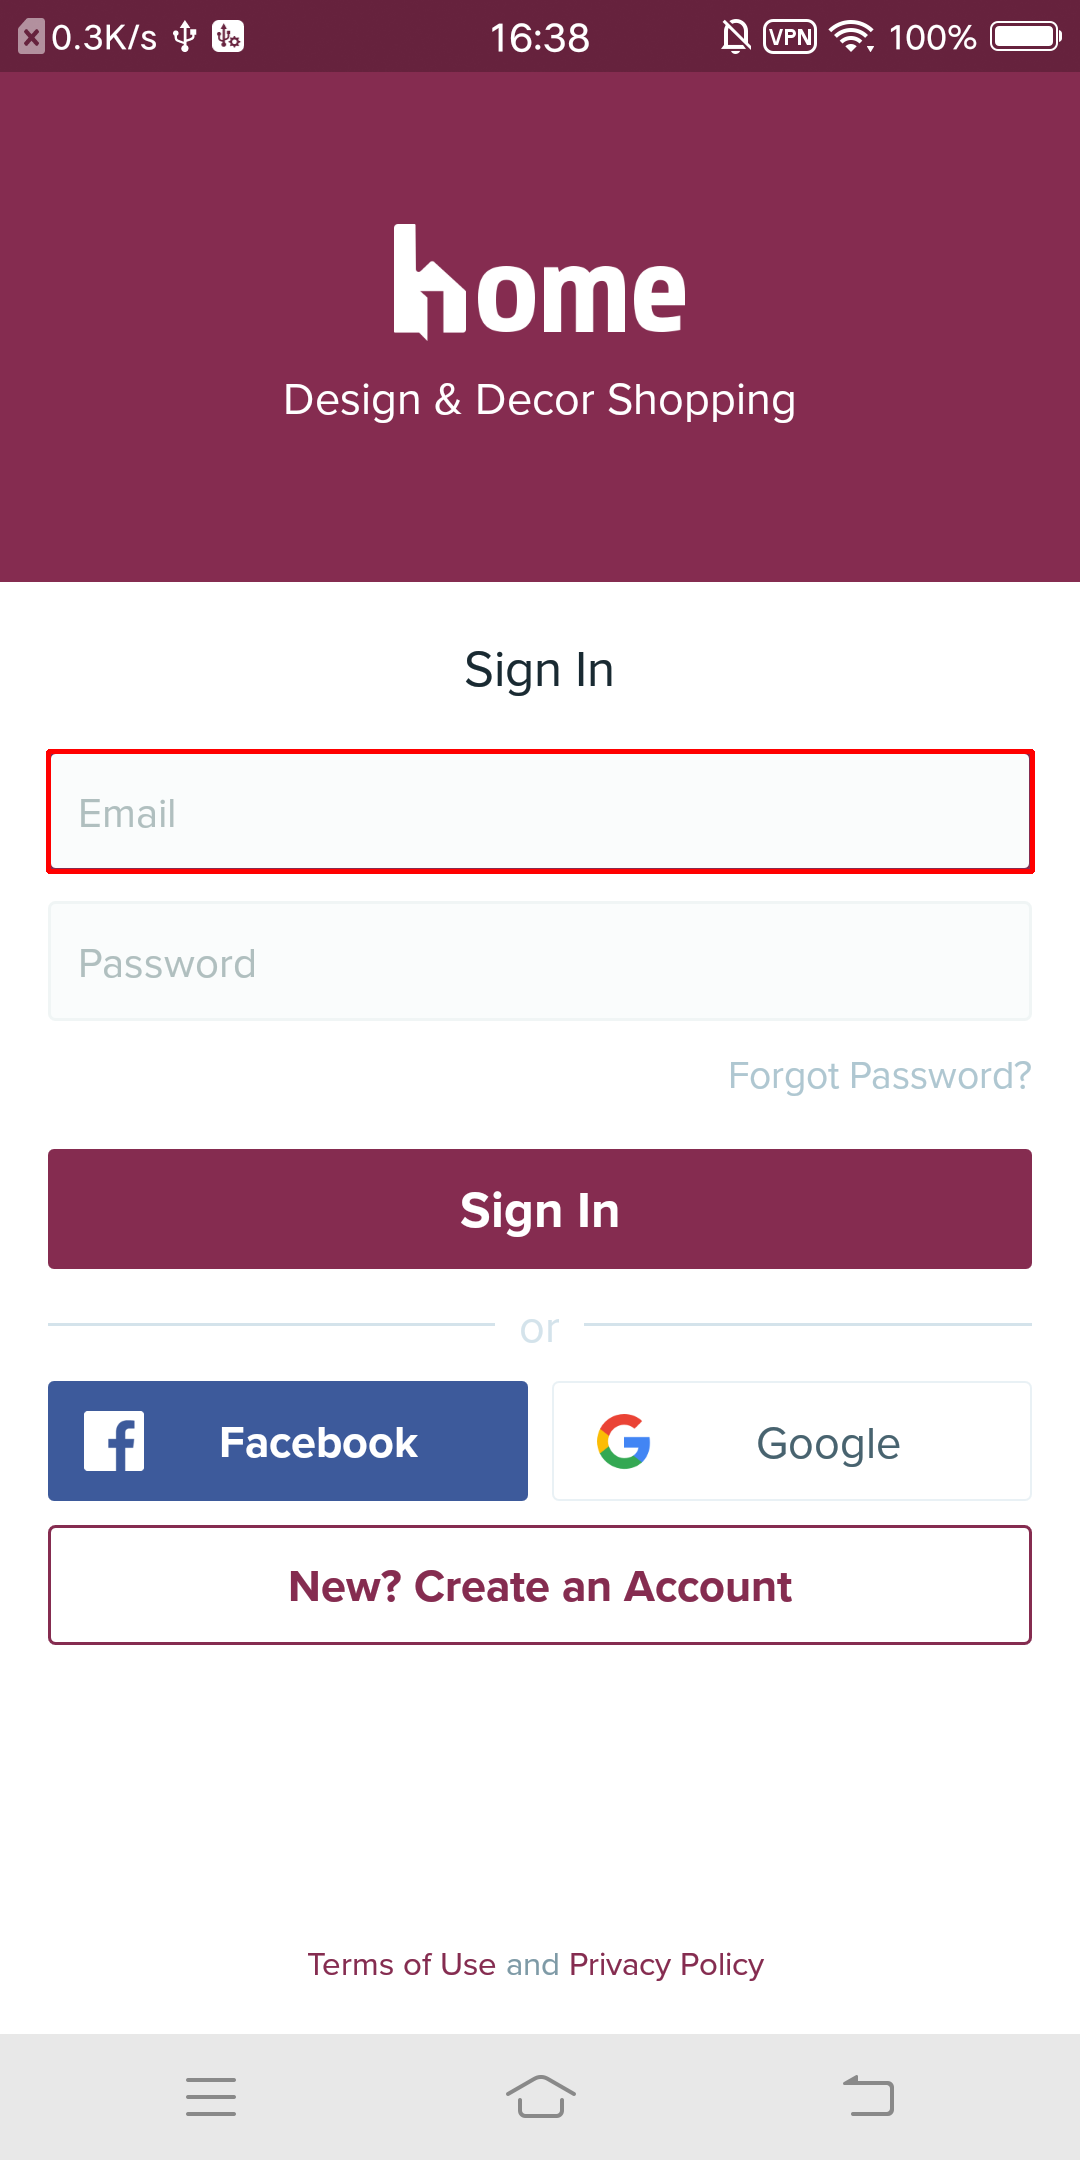 0.3K/s 16:38 VPN 100%
home
Design & Decor Shopping
Sign In
Email
Password
Forgot Password?
Sign In
or
Facebook Google
New? Create an Account
Terms of Use and Privacy Policy